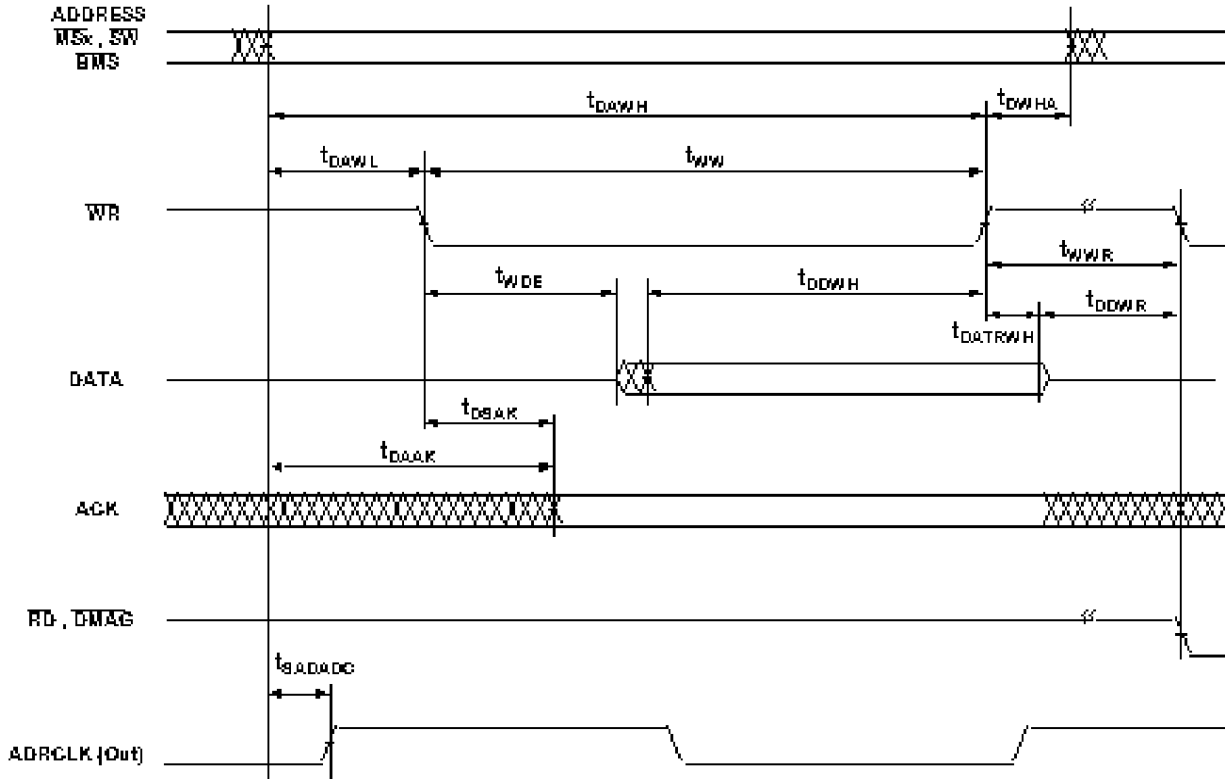 ADDRESS
MSx , SW
BMS
tDAWH
tDWHA
tDAWL
tWW
WR
tWWR
tWDE
tDDWH
tDDWR
tDATRWH
DATA
tDSAK
tDAAK
ACK
RD , DMAG
tSADADC
ADRCLK (Out)